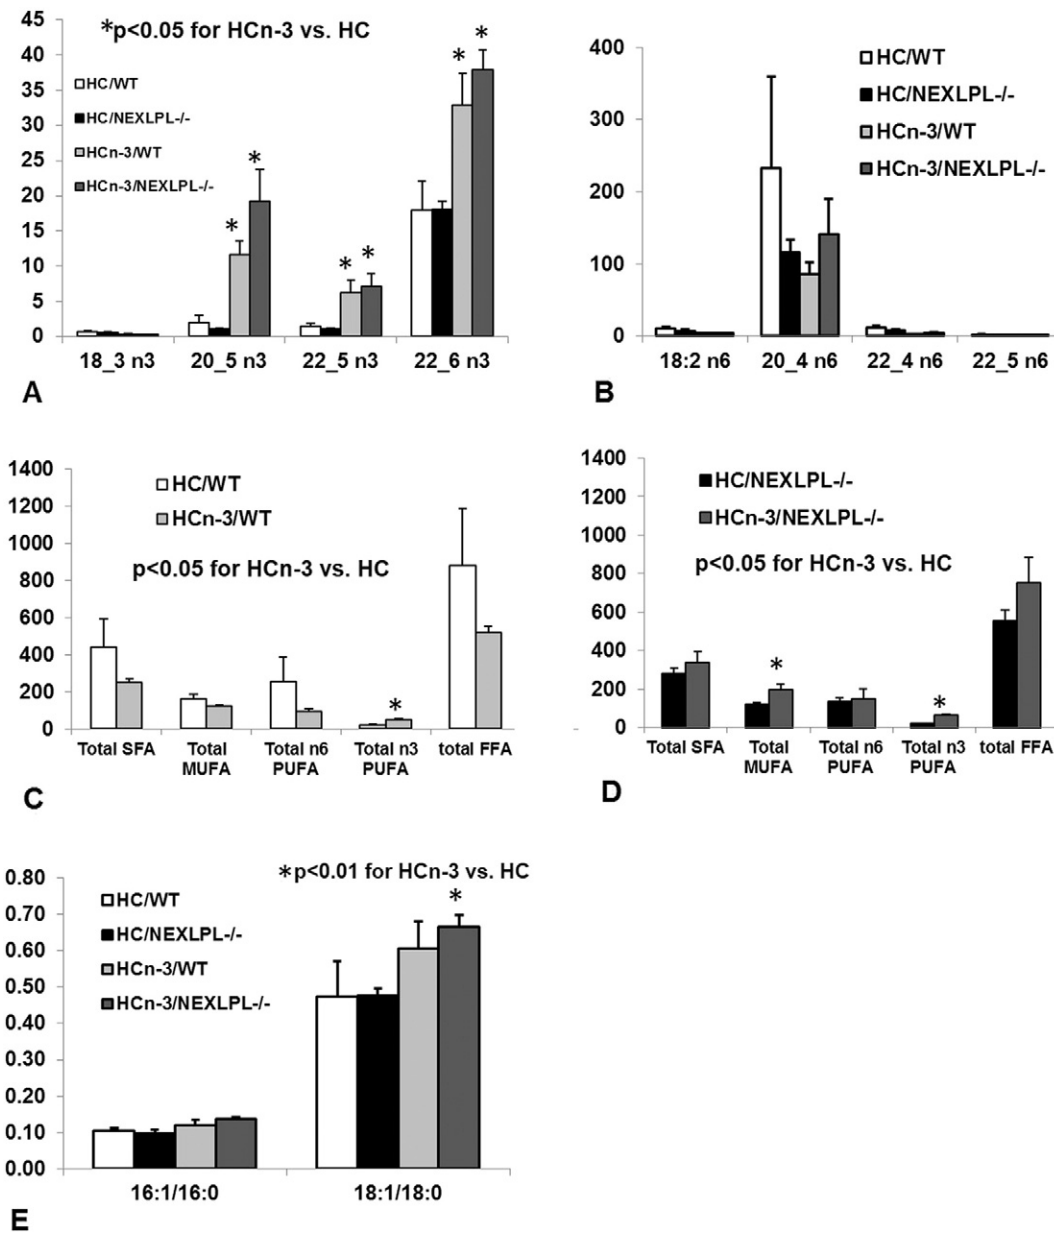 45
40
35
30
25
20
15
10
5
0
*p<0.05 for HCn-3 vs. HC
HC/WT
HC/NEXLPL-/-
HCn-3/WT
HCn-3/NEXLPL-/-
* * * * * *
18_3 n3 20_5 n3 22_5 n3 22_6 n3
A
400
300
200
100
0
HC/WT
HC/NEXLPL-/-
HCn-3/WT
HCn-3/NEXLPL-/-
18:2 n6 20_4 n6 22_4 n6 22_5 n6
B
1400
1200
1000
800
600
400
200
0
HC/WT
HCn-3/WT
p<0.05 for HCn-3 vs. HC
*
Total SFA Total MUFA Total n6 PUFA Total n3 PUFA total FFA
C
1400
1200
1000
800
600
400
200
0
HC/NEXLPL-/-
HCn-3/NEXLPL-/-
p<0.05 for HCn-3 vs. HC
* *
Total SFA Total MUFA Total n6 PUFA Total n3 PUFA total FFA
D
0.80
0.70
0.60
0.50
0.40
0.30
0.20
0.10
0.00
*p<0.01 for HCn-3 vs. HC
HC/WT
HC/NEXLPL-/-
HCn-3/WT
HCn-3/NEXLPL-/-
*
16:1/16:0 18:1/18:0
E